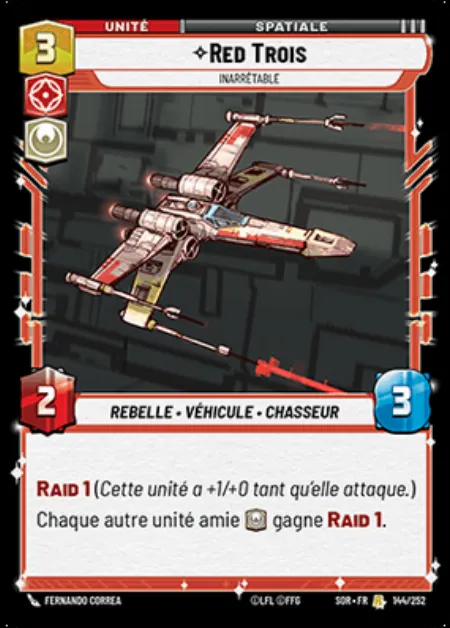 UNITÉ SPATIALE
3
RED TROIS
INARRÊTABLE
2
REBELLE • VÉHICULE • CHASSEUR
3
RAID 1 (Cette unité a +1/+0 tant qu'elle attaque.)
Chaque autre unité amie gagne RAID 1.
FERNANDO CORREA ©LFL ©FFG SOR • FR R 144/252